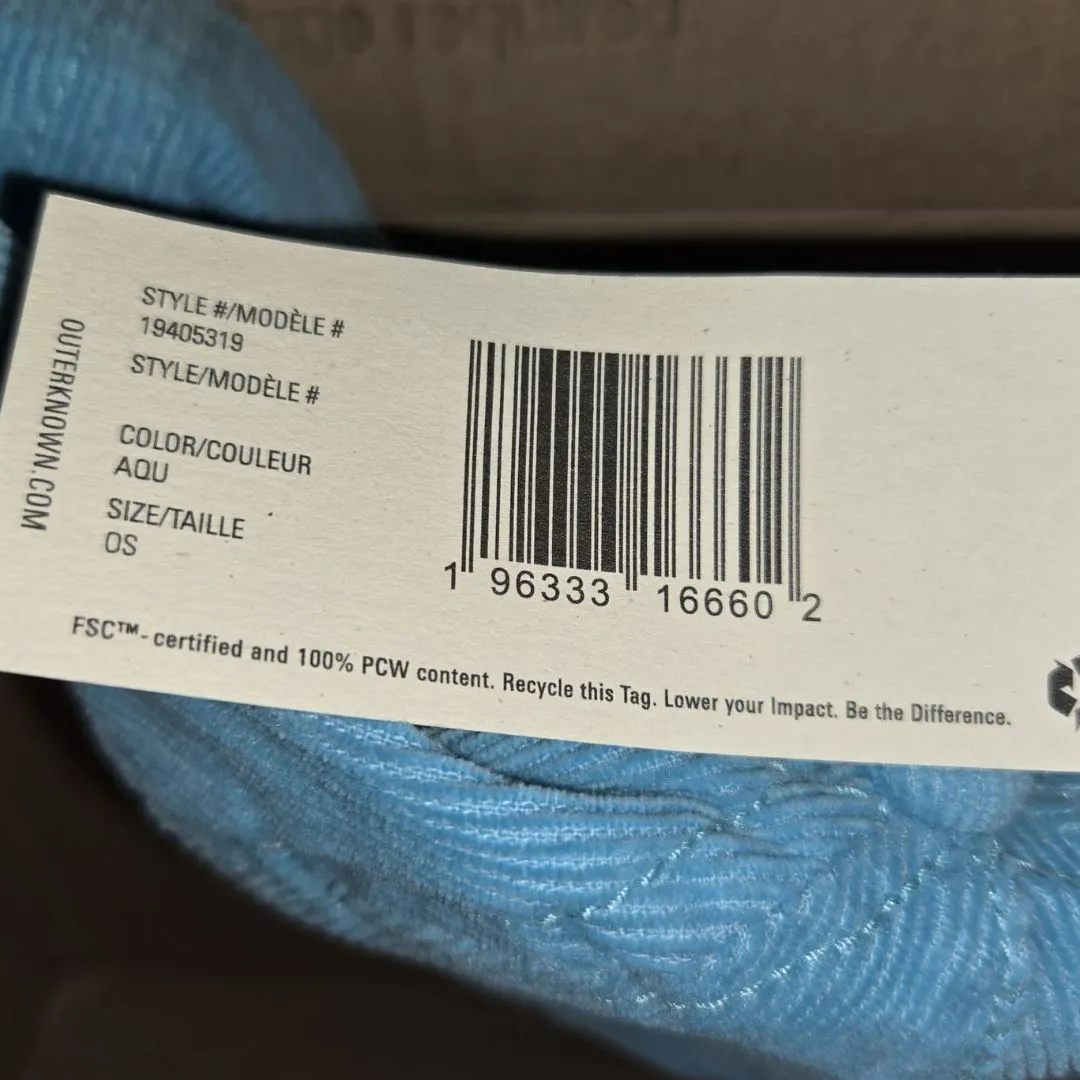 STYLE #/MODÈLE #
19405319
STYLE/MODÈLE #
COLOR/COULEUR
AQU
SIZE/TAILLE
OS
OUTERKNOWN.COM
1 96333 16660 2
FSC™- certified and 100% PCW content. Recycle this Tag. Lower your Impact. Be the Difference.